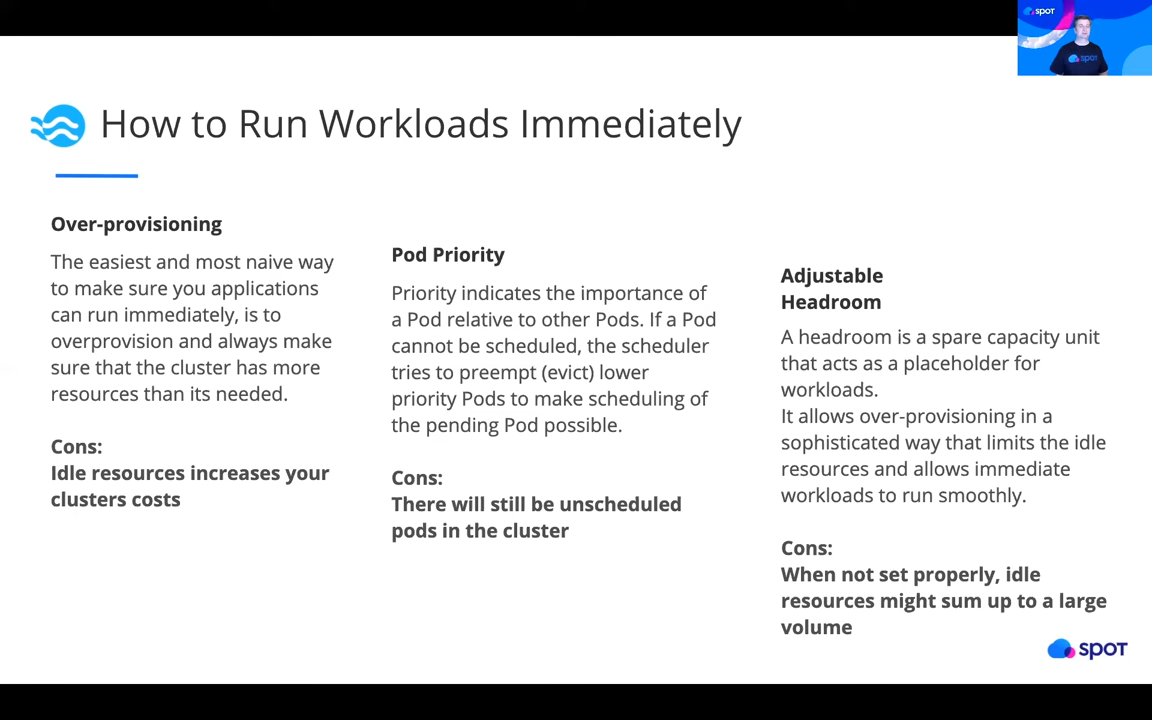 spot
spot
How to Run Workloads Immediately
Over-provisioning
The easiest and most naive way
to make sure you applications
can run immediately, is to
overprovision and always make
sure that the cluster has more
resources than its needed.
Cons:
Idle resources increases your
clusters costs
Pod Priority
Priority indicates the importance of
a Pod relative to other Pods. If a Pod
cannot be scheduled, the scheduler
tries to preempt (evict) lower
priority Pods to make scheduling of
the pending Pod possible.
Cons:
There will still be unscheduled
pods in the cluster
Adjustable
Headroom
A headroom is a spare capacity unit
that acts as a placeholder for
workloads.
It allows over-provisioning in a
sophisticated way that limits the idle
resources and allows immediate
workloads to run smoothly.
Cons:
When not set properly, idle
resources might sum up to a large
volume
spot